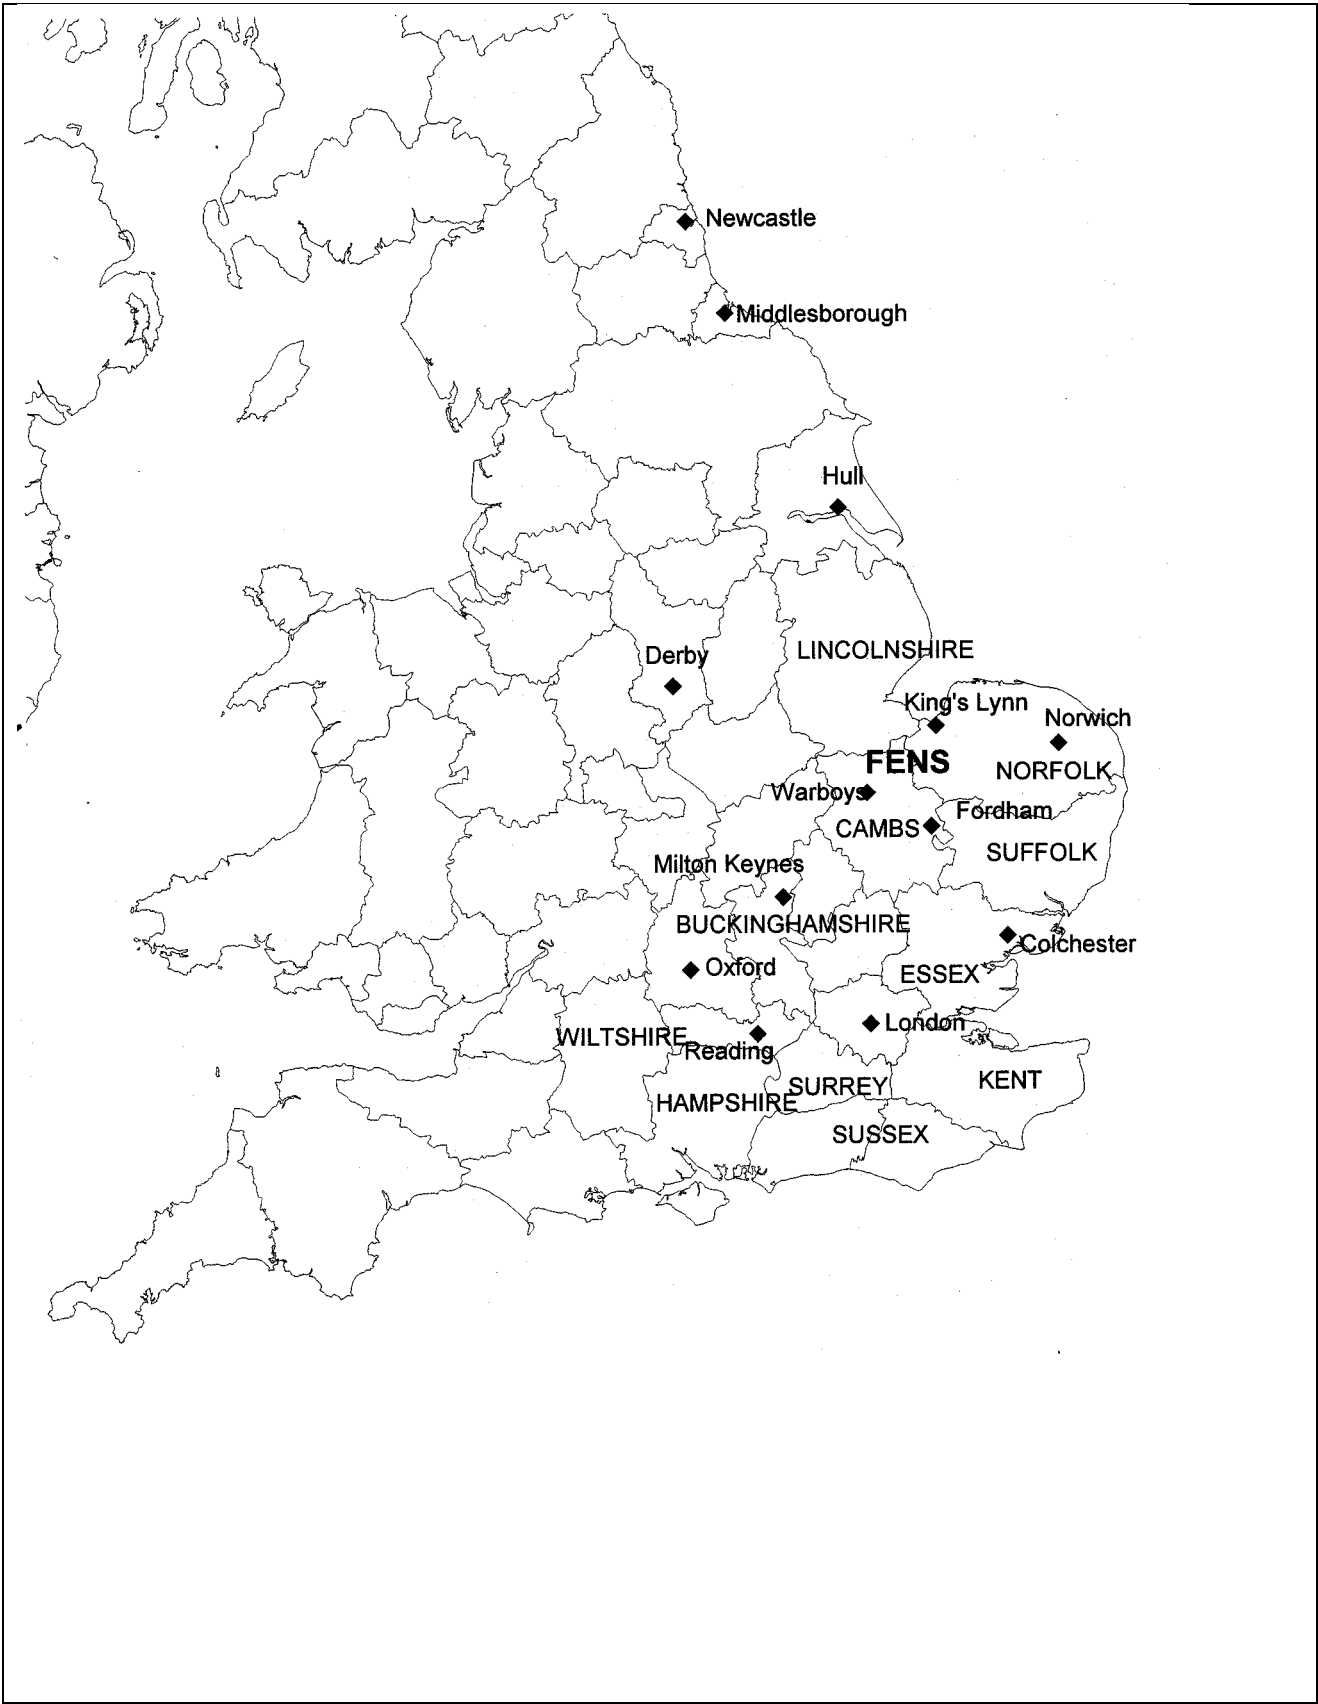 Newcastle
Middlesborough
Hull
Derby
LINCOLNSHIRE
King's Lynn
Norwich
FENS
NORFOLK
Warboys
Fordham
CAMBS
SUFFOLK
Milton Keynes
BUCKINGHAMSHIRE
Colchester
Oxford
ESSEX
London
WILTSHIRE
Reading
KENT
SURREY
HAMPSHIRE
SUSSEX